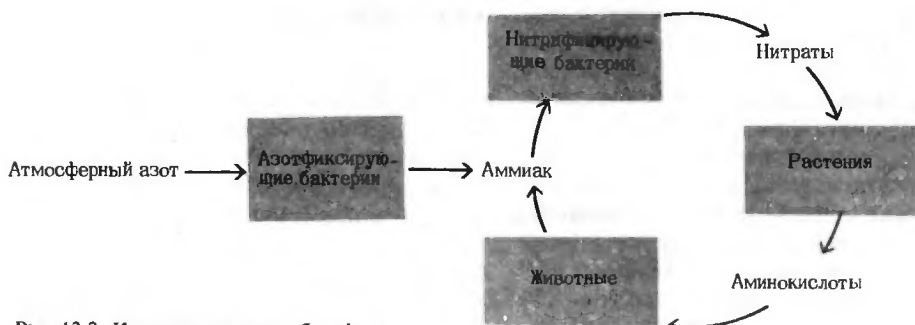 Нитрифицирую-
щие бактерии
Нитраты
Атмосферный азот
Азотфиксирую-
щие бактерии
Аммиак
Растения
Животные
Аминокислоты